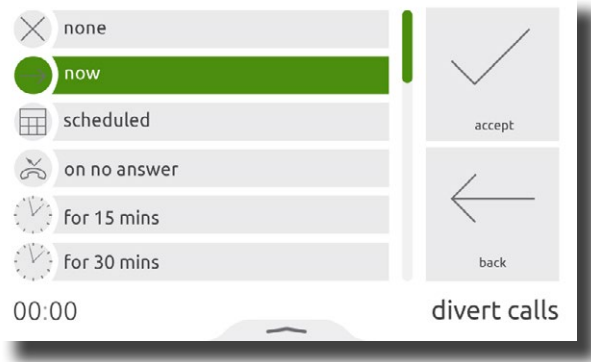 none
now
scheduled
on no answer
for 15 mins
for 30 mins
accept
back
00:00
divert calls